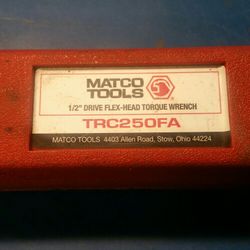 MATCO
TOOLS
1/2" DRIVE FLEX-HEAD TORQUE WRENCH
TRC250FA
MATCO TOOLS 4403 Allen Road, Stow, Ohio 44224